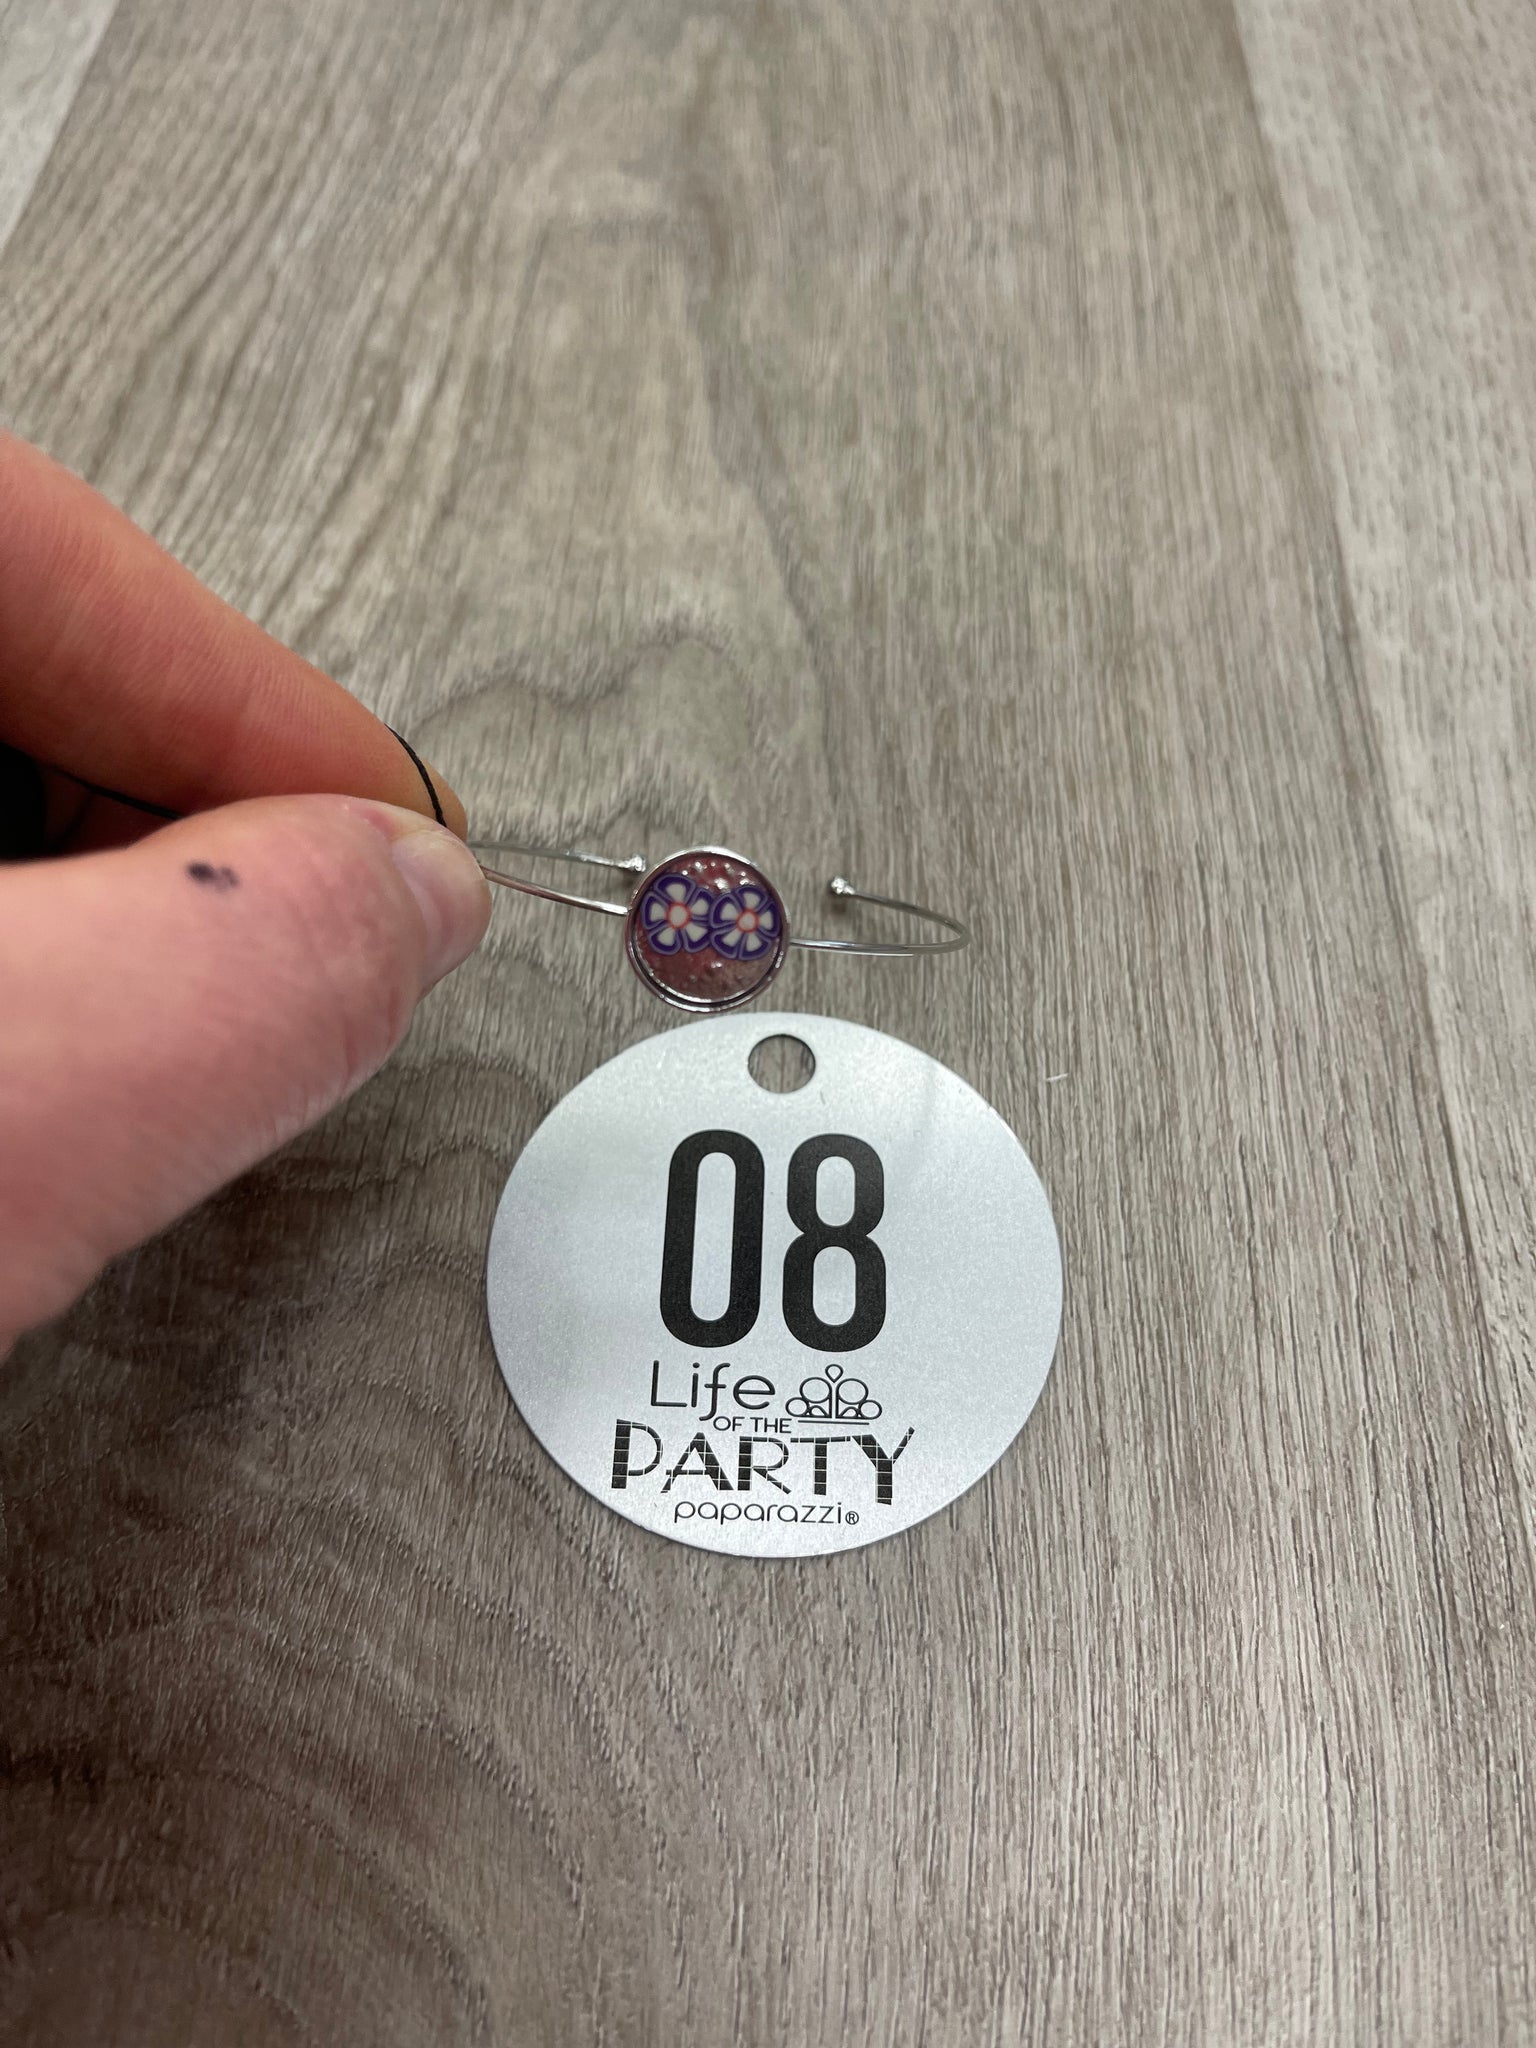 08
Life
OF THE
PARTY
paparazzi®